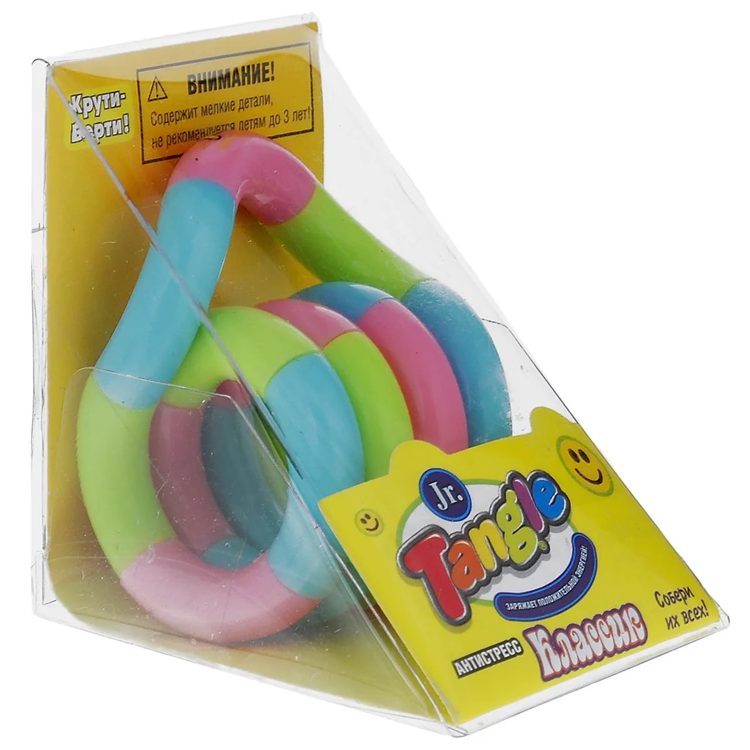 Крути-
Верти!
ВНИМАНИЕ!
Содержит мелкие детали,
не рекомендуется детям до 3 лет!
Jr.
Tangle
ЗАРЯЖАЕТ ПОЛОЖИТЕЛЬНОЙ ЭНЕРГИЕЙ!
АНТИСТРЕСС
Классик
Собери
их всех!